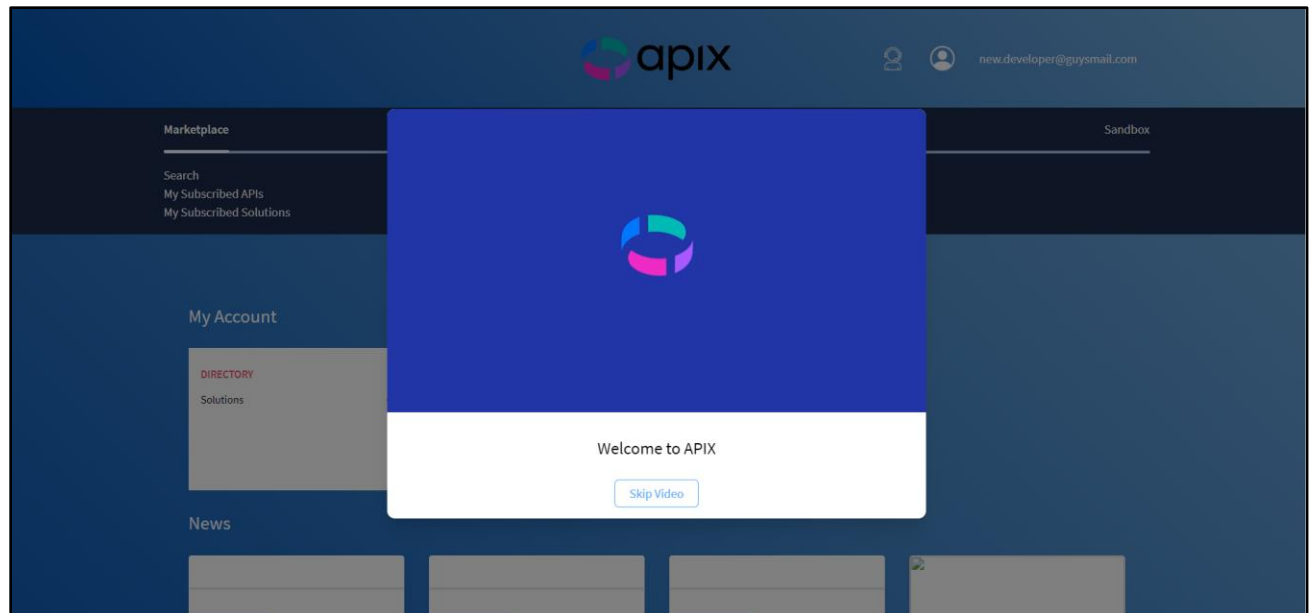 apix
new.developer@guysmail.com
Marketplace
Sandbox
Search
My Subscribed APIs
My Subscribed Solutions
My Account
DIRECTORY
Solutions
Welcome to APIX
Skip Video
News